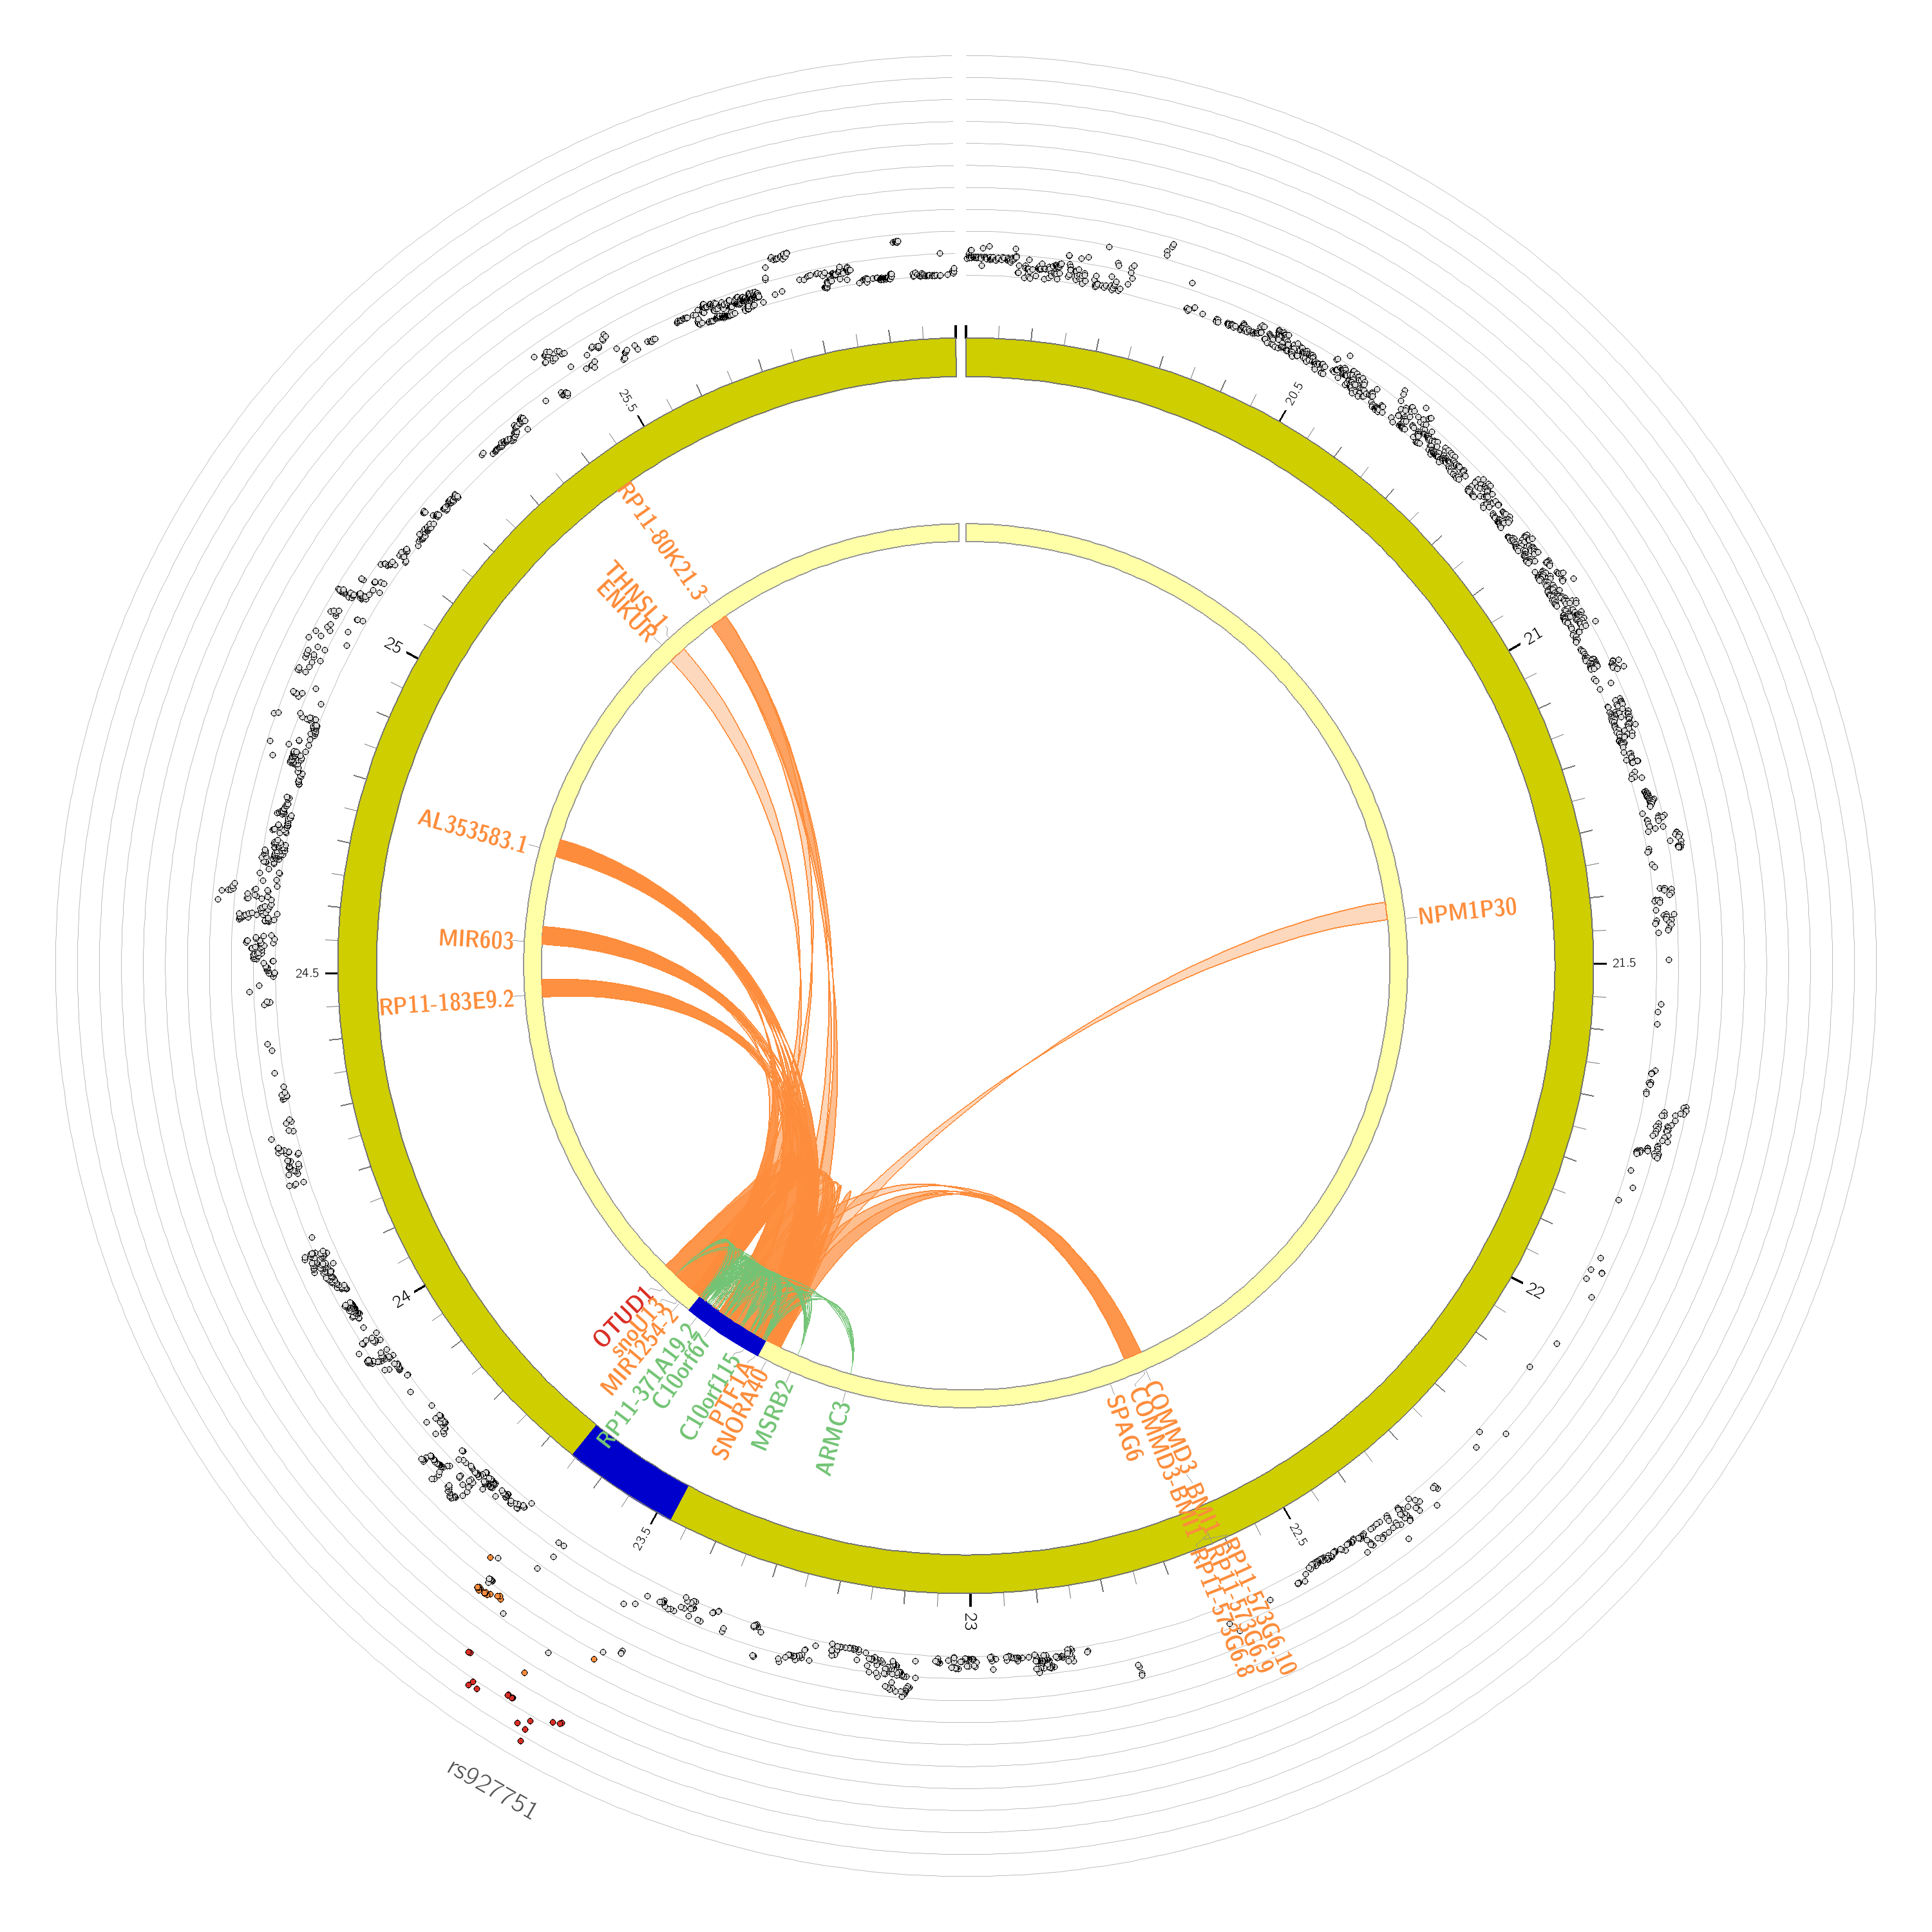 20.5
21
21.5
22
22.5
23
23.5
24
24.5
25
25.5
RP11-80K21.3
THNSL1
ENKUR
AL353583.1
MIR603
RP11-183E9.2
NPM1P30
OTUD1
snoU13
MIR1254-2
RP11-371A19.2
C10orf67
C10orf115
PTF1A
SNORA40
MSRB2
ARMC3
SPAG6
COMMD3-BMI1
COMMD3
BMI1
RP11-573G6.10
RP11-573G6.9
RP11-573G6.8
rs927751